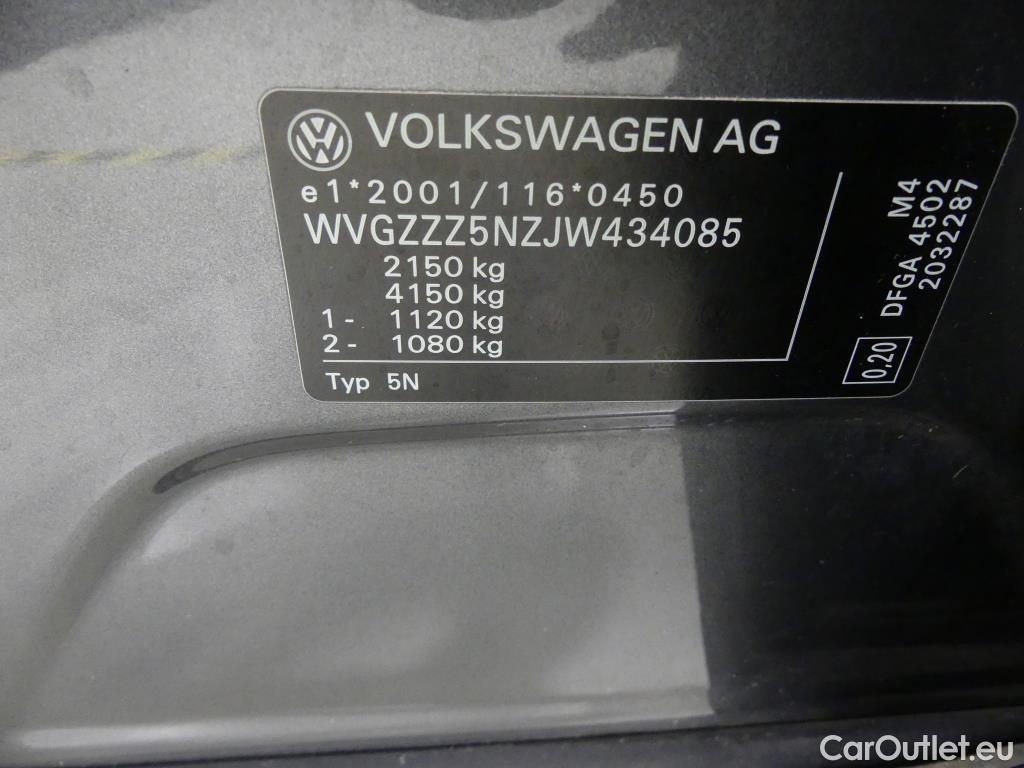 VOLKSWAGEN AG
e1*2001/116*0450
WVGZZZ5NZJW434085
2150 kg
4150 kg
1 - 1120 kg
2 - 1080 kg
Typ 5N
M4
DFGA 4502
2032287
0,20
CarOutlet.eu